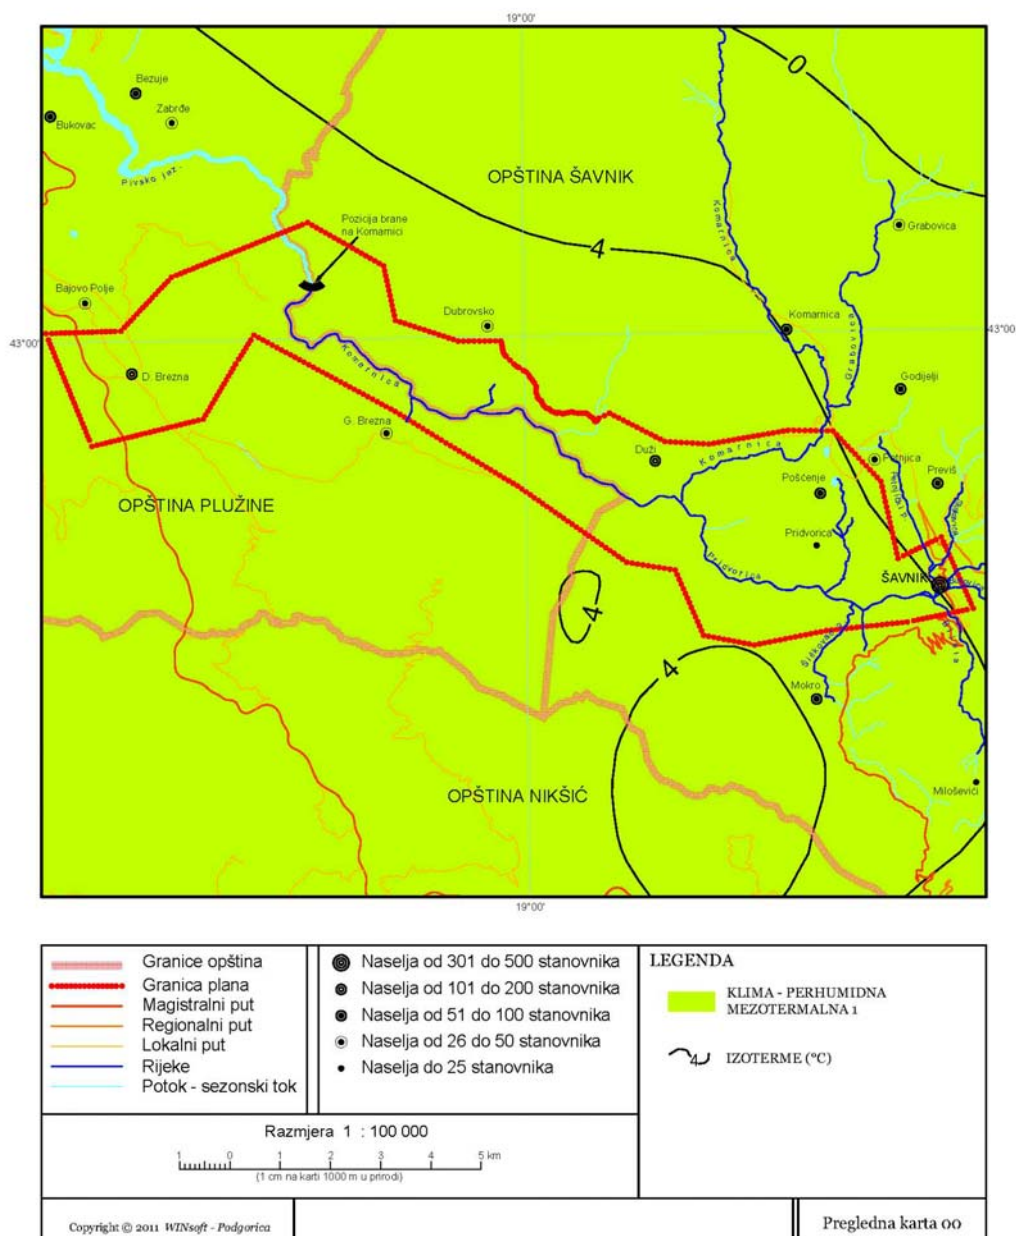 19°00'
0
Bezuje
Zabrđe
Bukovac
Pivsko jez.
OPŠTINA ŠAVNIK
Pozicija brane
na Komarnici
Komarnica
Grabovica
4
Bajovo Polje
Dubrovsko
Komarnica
43°00'
43°00'
Komarnica
Grabovica
D. Brezna
Godijelji
G. Brezna
Duži
Komarnica
Petnjica
Previš
Pošćenje
OPŠTINA PLUŽINE
Pridvorica
Pridvorica
ŠAVNIK
4
4
Mokro
OPŠTINA NIKŠIĆ
Miloševići
19°00'
Granice opština
Granica plana
Magistralni put
Regionalni put
Lokalni put
Rijeke
Potok - sezonski tok
Naselja od 301 do 500 stanovnika
Naselja od 101 do 200 stanovnika
Naselja od 51 do 100 stanovnika
Naselja od 26 do 50 stanovnika
Naselja do 25 stanovnika
LEGENDA
KLIMA - PERHUMIDNA
MEZOTERMALNA 1
4 IZOTERME (°C)
Razmjera 1 : 100 000
1 0 1 2 3 4 5 km
(1 cm na karti 1000 m u prirodi)
Copyright © 2011 WINsoft - Podgorica
Pregledna karta 00